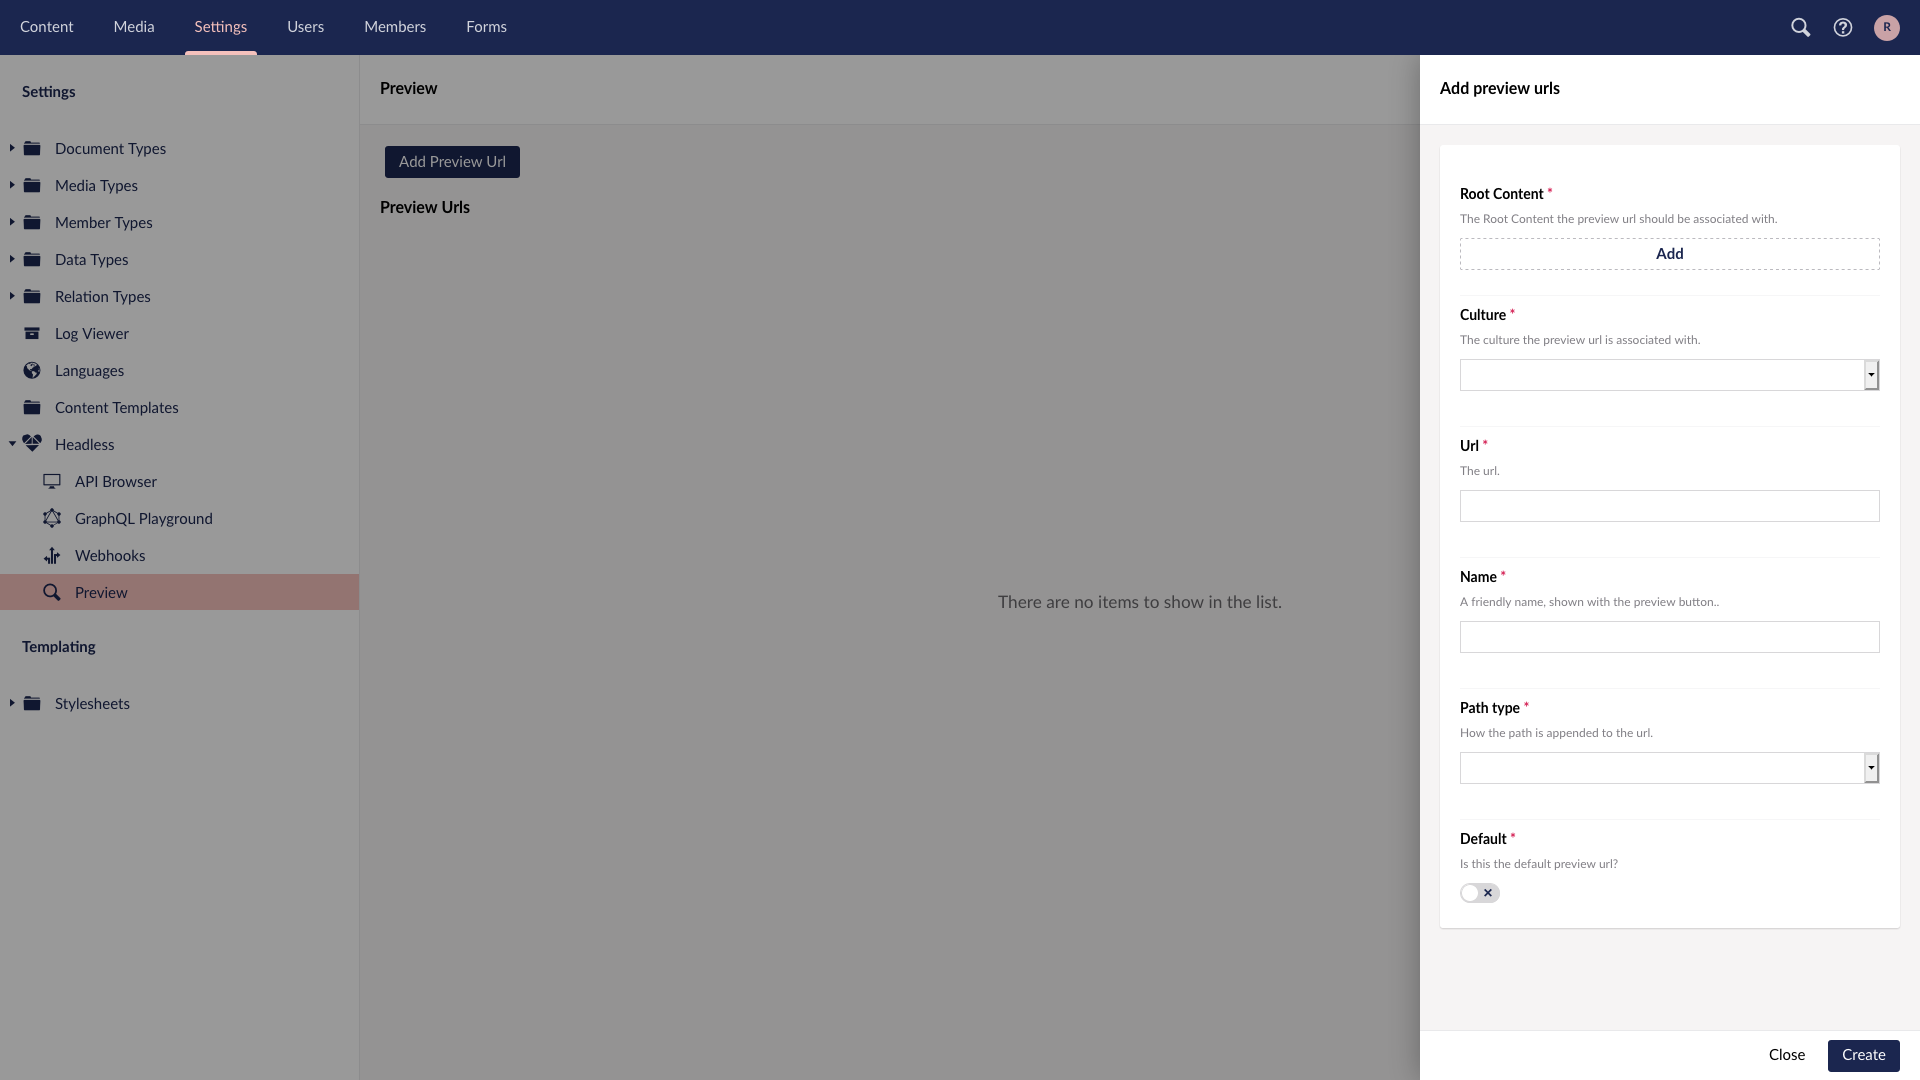 Content Media Settings Users Members Forms
R
Settings
Document Types
Media Types
Member Types
Data Types
Relation Types
Log Viewer
Languages
Content Templates
Headless
API Browser
GraphQL Playground
Webhooks
Preview
Templating
Stylesheets
Preview
Add Preview Url
Preview Urls
There are no items to show in the list.
Add preview urls
Root Content *
The Root Content the preview url should be associated with.
Add
Culture *
The culture the preview url is associated with.
Url *
The url.
Name *
A friendly name, shown with the preview button..
Path type *
How the path is appended to the url.
Default *
Is this the default preview url?
Close Create